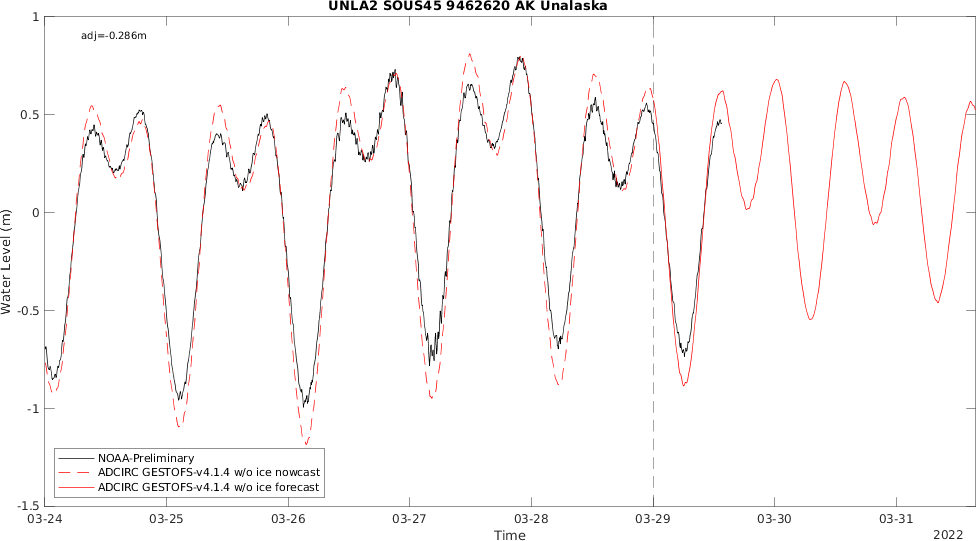 UNLA2 SOUS45 9462620 AK Unalaska
adj=-0.286m
1
0.5
0
-0.5
-1
-1.5
Water Level (m)
NOAA-Preliminary
ADCIRC GESTOFS-v4.1.4 w/o ice nowcast
ADCIRC GESTOFS-v4.1.4 w/o ice forecast
03-24 03-25 03-26 03-27 03-28 03-29 03-30 03-31
Time
2022